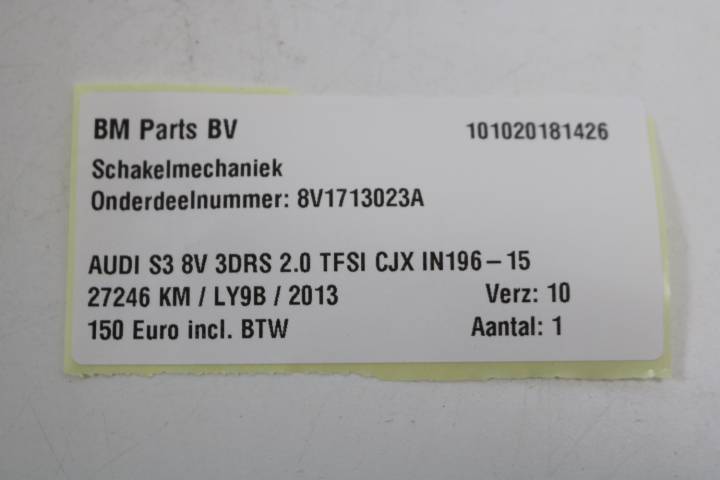 BM Parts BV 101020181426
Schakelmechaniek
Onderdeelnummer: 8V1713023A
AUDI S3 8V 3DRS 2.0 TFSI CJX IN196-15
27246 KM / LY9B / 2013 Verz: 10
150 Euro incl. BTW Aantal: 1